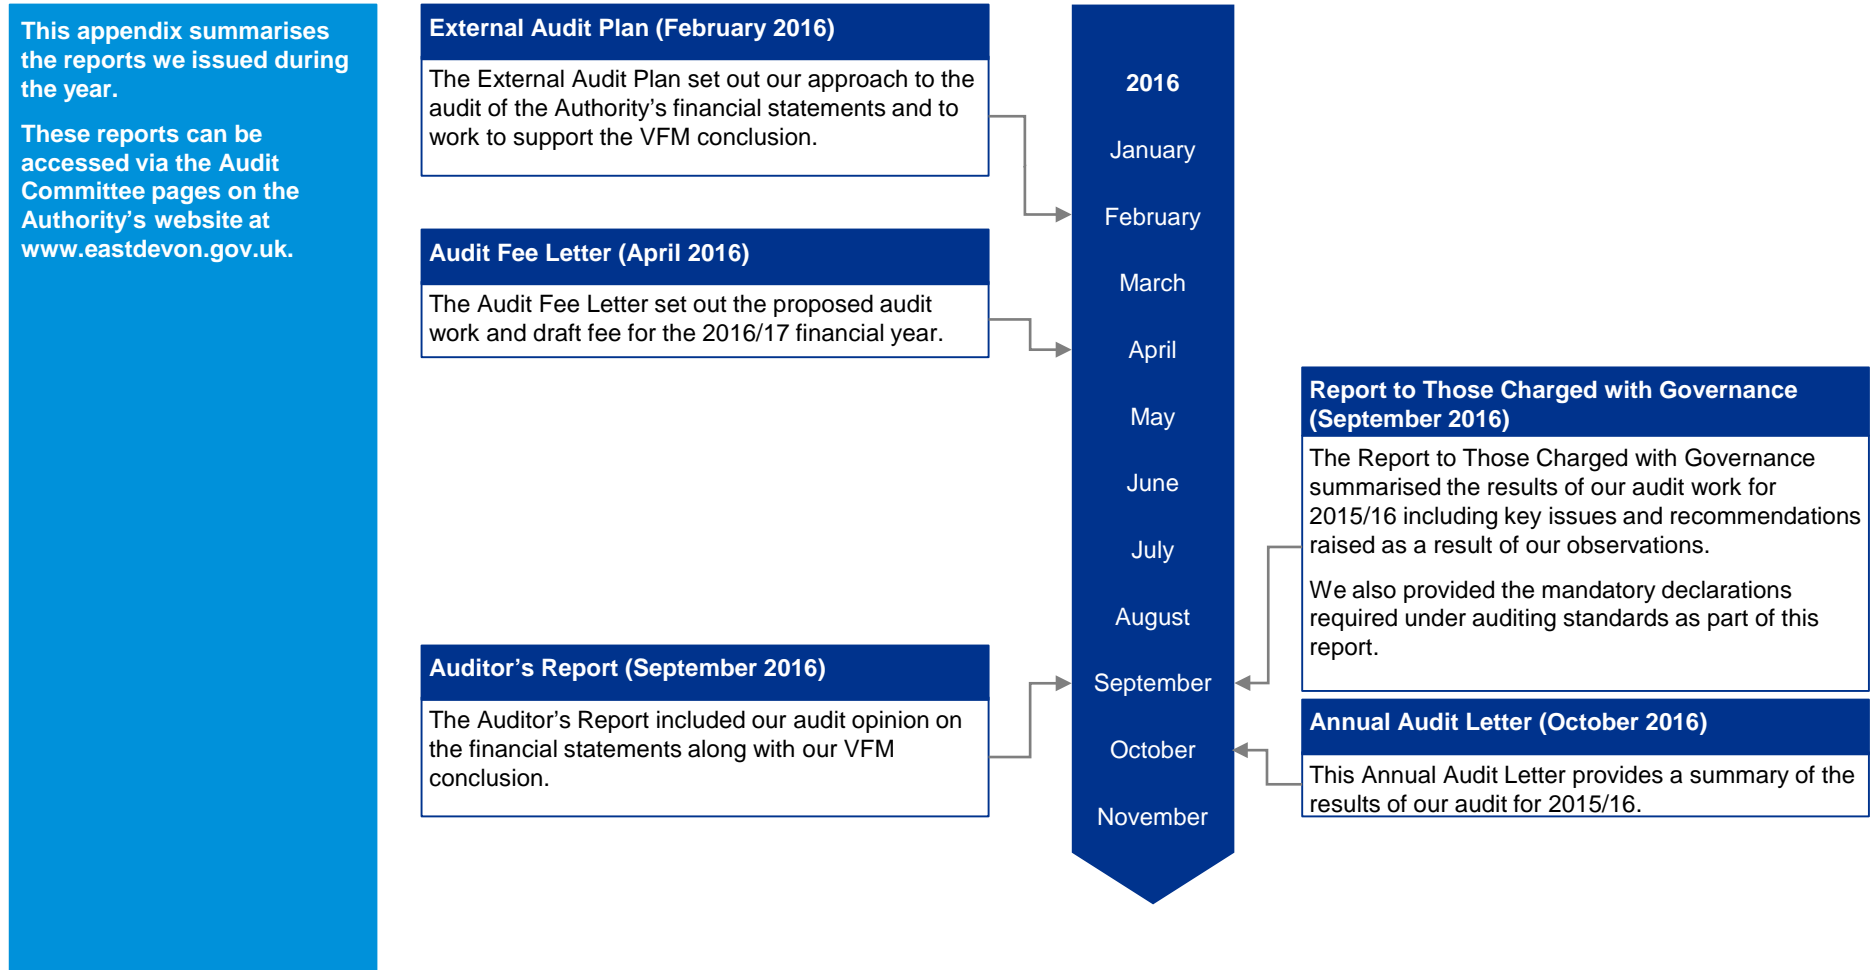 This appendix summarises
the reports we issued during
the year.
These reports can be
accessed via the Audit
Committee pages on the
Authority’s website at
www.eastdevon.gov.uk.
External Audit Plan (February 2016)
The External Audit Plan set out our approach to the
audit of the Authority’s financial statements and to
work to support the VFM conclusion.
Audit Fee Letter (April 2016)
The Audit Fee Letter set out the proposed audit
work and draft fee for the 2016/17 financial year.
Auditor’s Report (September 2016)
The Auditor’s Report included our audit opinion on
the financial statements along with our VFM
conclusion.
2016
January
February
March
April
May
June
July
August
September
October
November
Report to Those Charged with Governance
(September 2016)
The Report to Those Charged with Governance
summarised the results of our audit work for
2015/16 including key issues and recommendations
raised as a result of our observations.
We also provided the mandatory declarations
required under auditing standards as part of this
report.
Annual Audit Letter (October 2016)
This Annual Audit Letter provides a summary of the
results of our audit for 2015/16.